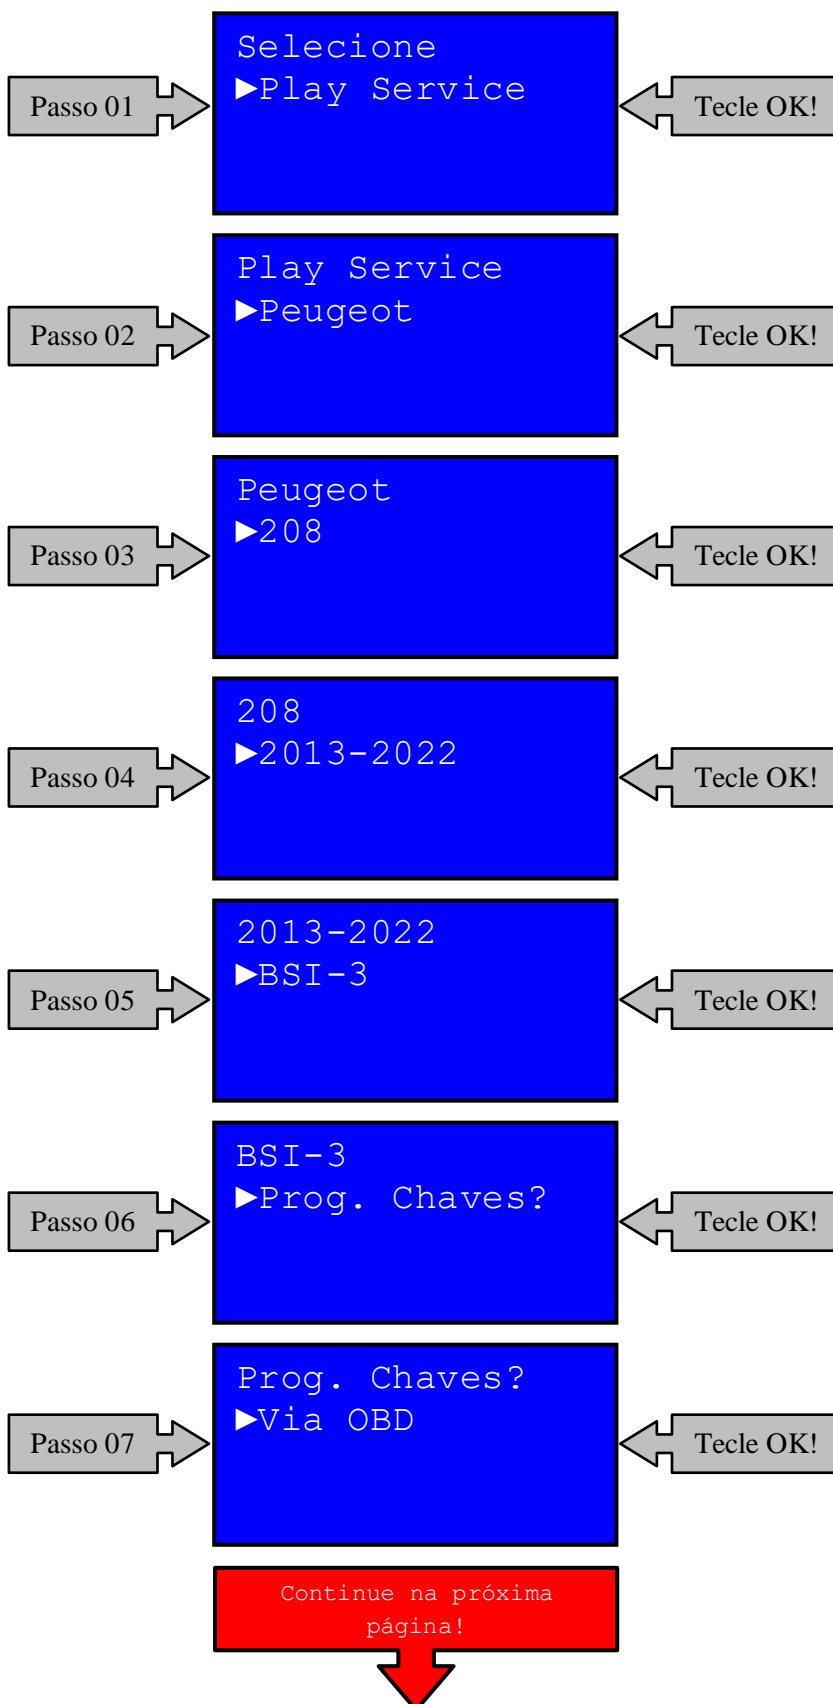 Selecione
►Play Service
Passo 01
Tecle OK!
Play Service
►Peugeot
Passo 02
Tecle OK!
Peugeot
►208
Passo 03
Tecle OK!
208
►2013-2022
Passo 04
Tecle OK!
2013-2022
►BSI-3
Passo 05
Tecle OK!
BSI-3
►Prog. Chaves?
Passo 06
Tecle OK!
Prog. Chaves?
►Via OBD
Passo 07
Tecle OK!
Continue na próxima
página!